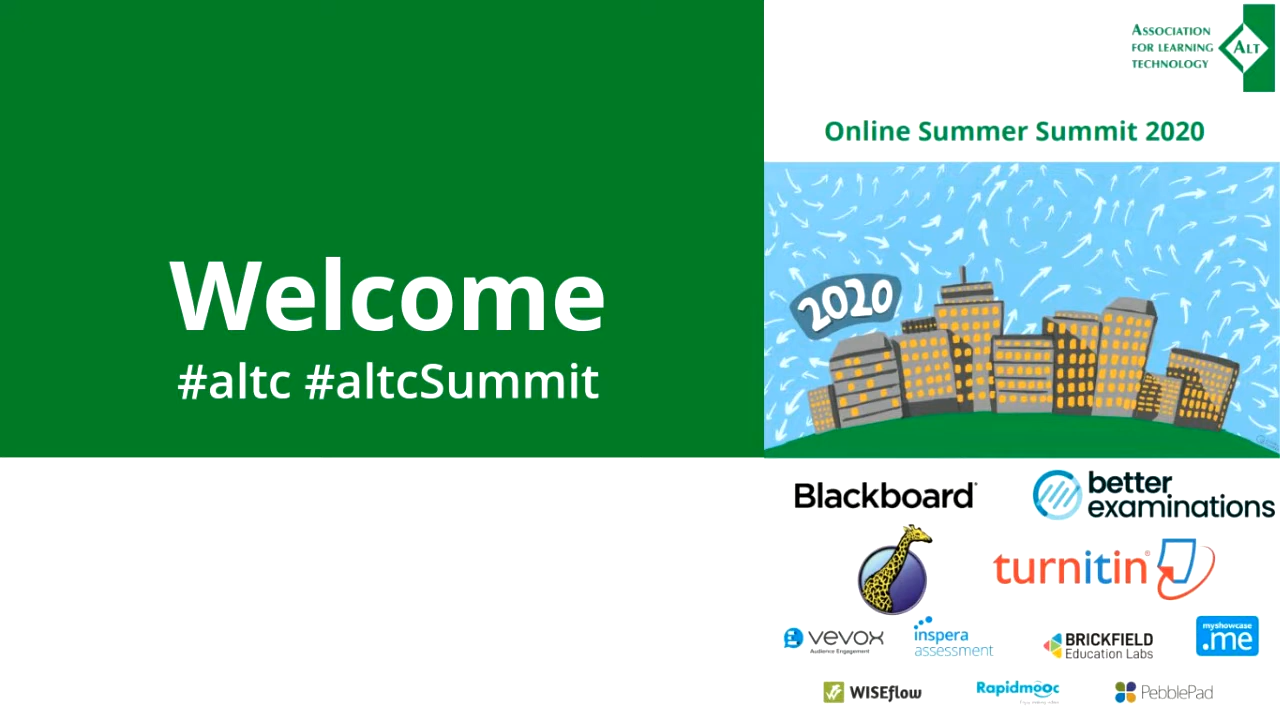 Welcome
#altc #altcSummit
ASSOCIATION
FOR LEARNING
TECHNOLOGY
ALT
Online Summer Summit 2020
2020
Blackboard
better
examinations
turnitin®
vevox
Audience Engagement
inspera
assessment
BRICKFIELD
Education Labs
myshowcase
.me
WISEflow
Rapidmooc
PebblePad